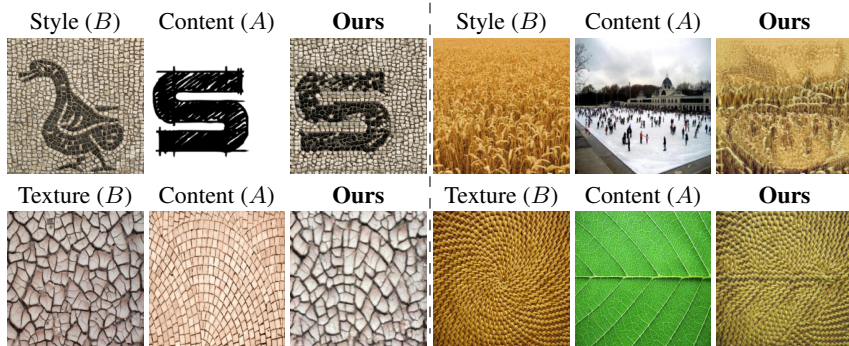 Style (B) Content (A) Ours Style (B) Content (A) Ours
S
Texture (B) Content (A) Ours Texture (B) Content (A) Ours